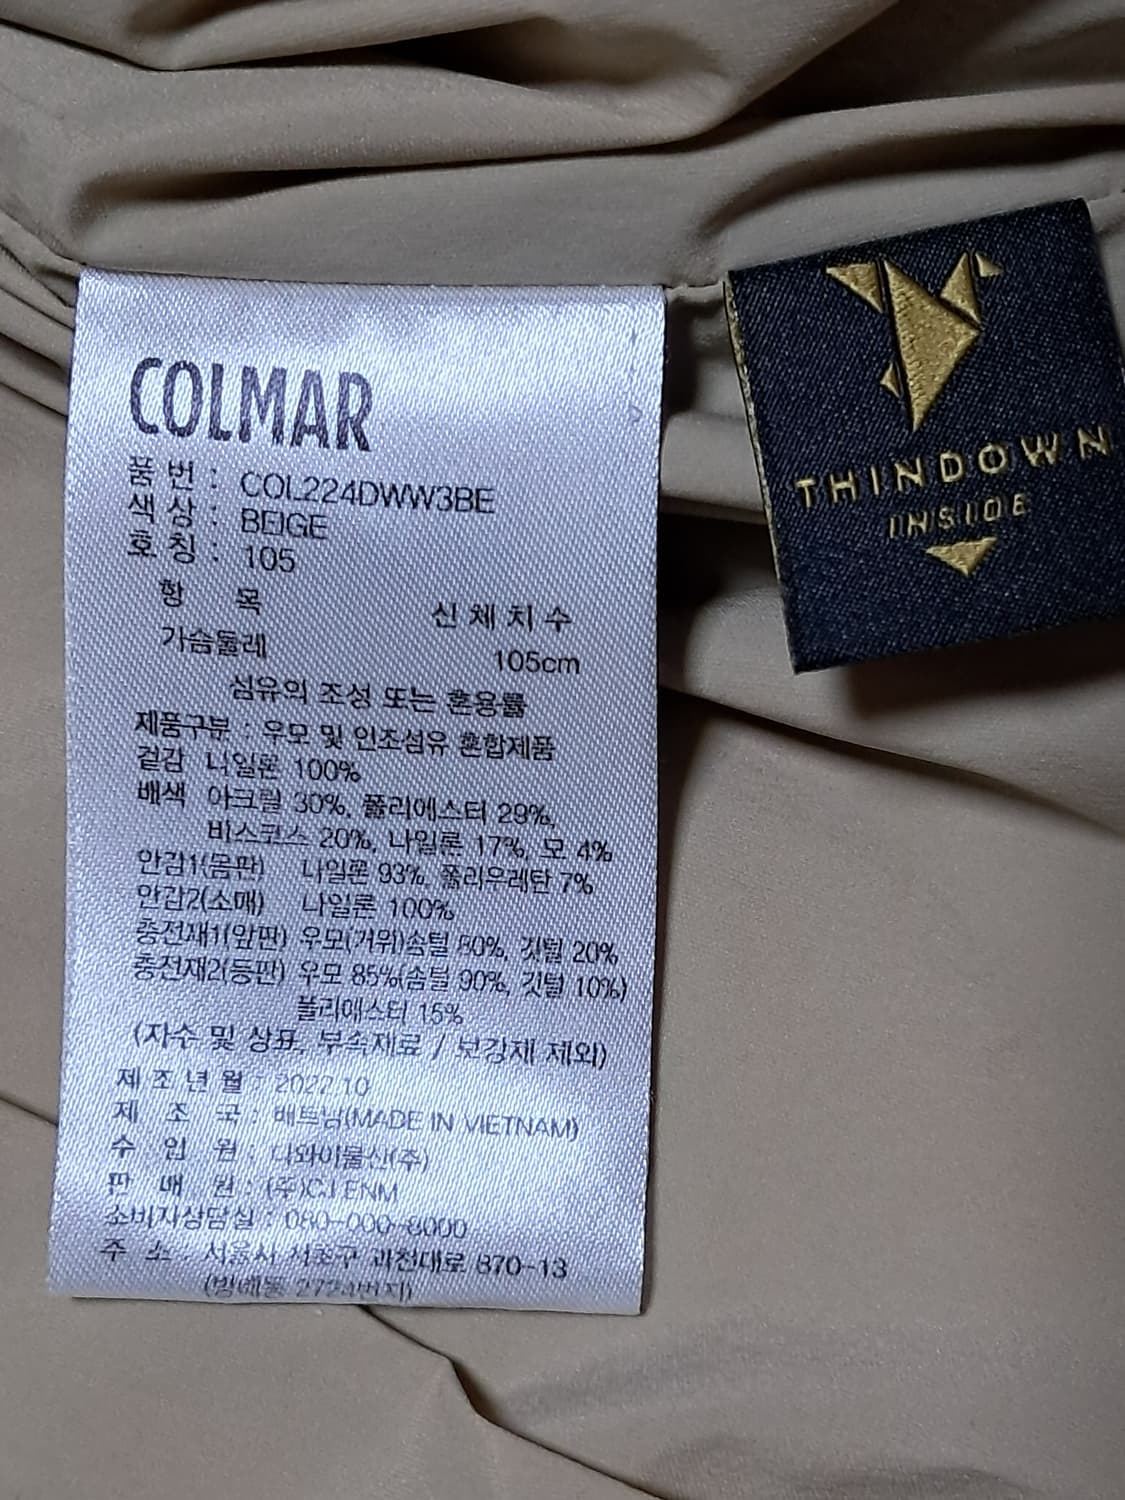 COLMAR
품 번 : COL224DWW3BE
색 상 : BEIGE
호 칭 : 105
항 목 신 체 치 수
가슴둘레 105cm
섬유의 조성 또는 혼용률
제품구분 : 우모 및 인조섬유 혼합제품
겉감 나일론 100%
배색 아크릴 30%, 폴리에스터 29%,
비스코스 20%, 나일론 17%, 모 4%
안감1(몸판) 나일론 93%, 폴리우레탄 7%
안감2(소매) 나일론 100%
충전재1(앞판) 우모(거위)솜털 80%, 깃털 20%
충전재2(등판) 우모 85%(솜털 90%, 깃털 10%)
폴리에스터 15%
(자수 및 상표, 부속재료 / 보강재 제외)
제 조 년 월 : 2022.10
제 조 국 : 베트남(MADE IN VIETNAM)
수 입 원 : 디와이물산(주)
판 매 원 : (주)CJ ENM
소비자상담실 : 080-000-8000
주 소 : 서울시 서초구 과천대로 870-13
(방배동 2724번지)
THINDOWN
INSIDE